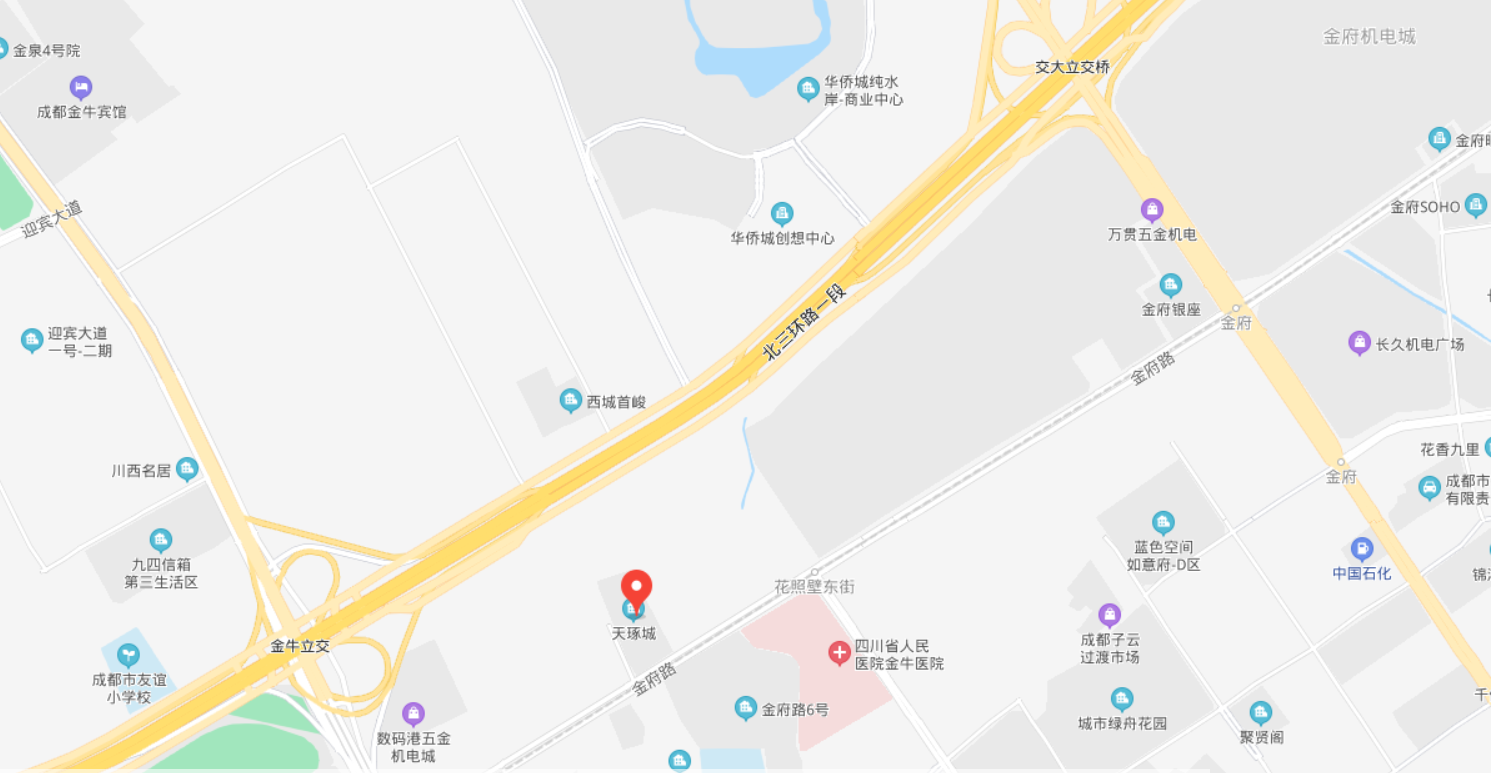 金府机电城
金泉4号院
交大立交桥
华侨城纯水
岸-商业中心
成都金牛宾馆
金府
金府SOHO
迎宾大道
万贯五金机电
华侨城创想中心
金府银座
北三环路一段
金府
迎宾大道
一号-二期
长久机电广场
金府路
西城首峻
花香九里
川西名居
金府
成都市
有限责
蓝色空间
如意府-D区
九四信箱
第三生活区
中国石化
花照壁东街
天琢城
金牛立交
成都子云
过渡市场
四川省人民
医院金牛医院
金府路
成都市友谊
小学校
金府路6号
城市绿舟花园
聚贤阁
数码港五金
机电城